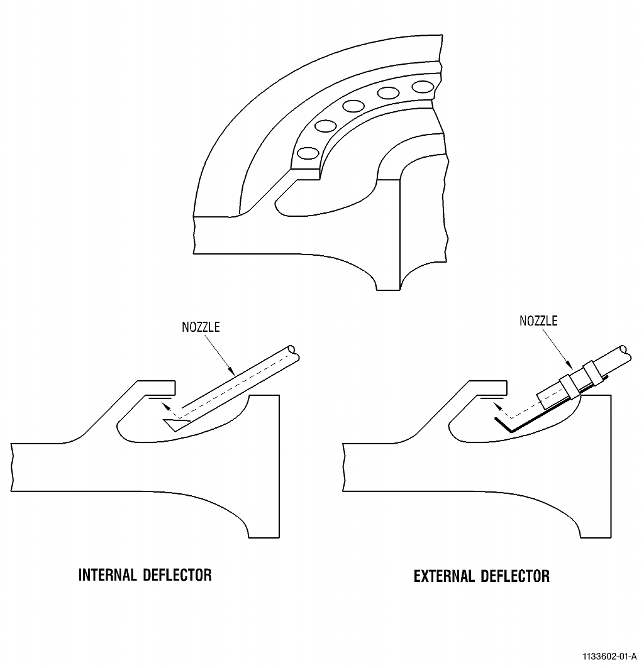 NOZZLE
NOZZLE
INTERNAL DEFLECTOR
EXTERNAL DEFLECTOR
1133602-01-A